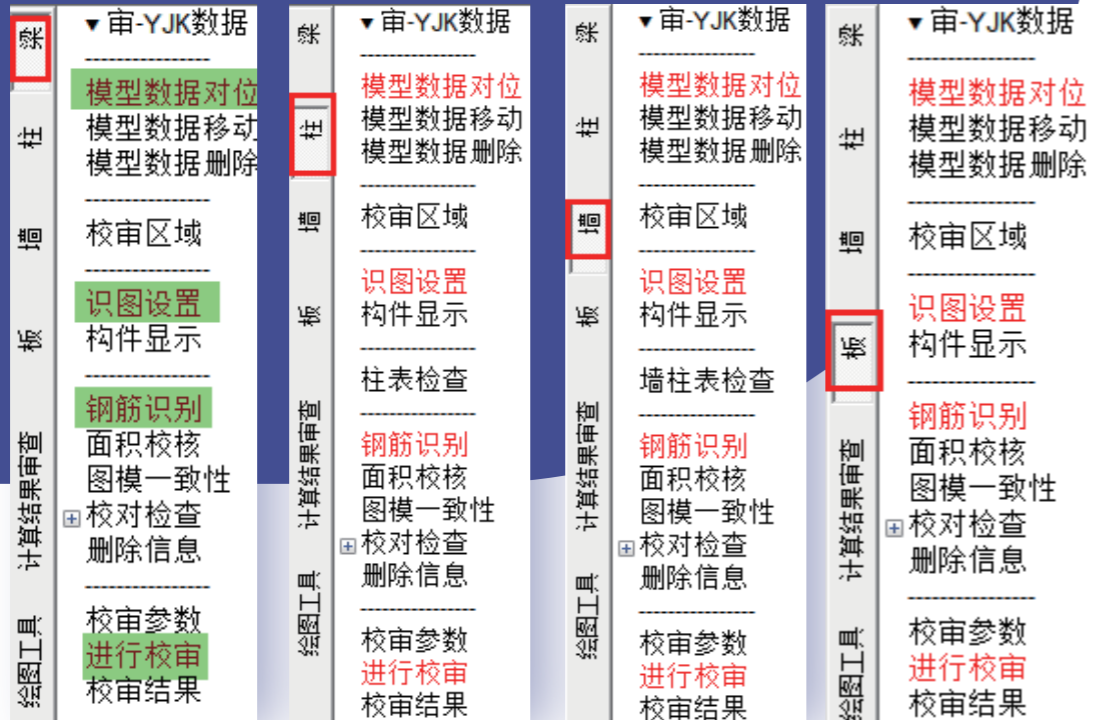 梁
柱
墙
板
计算结果审查
绘图工具
▼审-YJK数据
-----------------
模型数据对位
模型数据移动
模型数据删除
-----------------
校审区域
-----------------
识图设置
构件显示
-----------------
钢筋识别
面积校核
图模一致性
校对检查
删除信息
-----------------
校审参数
进行校审
校审结果
梁
柱
墙
板
计算结果审查
绘图工具
▼审-YJK数据
-----------------
模型数据对位
模型数据移动
模型数据删除
-----------------
校审区域
-----------------
识图设置
构件显示
-----------------
柱表检查
-----------------
钢筋识别
面积校核
图模一致性
校对检查
删除信息
-----------------
校审参数
进行校审
校审结果
梁
柱
墙
板
计算结果审查
绘图工具
▼审-YJK数据
-----------------
模型数据对位
模型数据移动
模型数据删除
-----------------
校审区域
-----------------
识图设置
构件显示
-----------------
墙柱表检查
-----------------
钢筋识别
面积校核
图模一致性
校对检查
删除信息
-----------------
校审参数
进行校审
校审结果
梁
柱
墙
板
计算结果审查
绘图工具
▼审-YJK数据
-----------------
模型数据对位
模型数据移动
模型数据删除
-----------------
校审区域
-----------------
识图设置
构件显示
-----------------
钢筋识别
面积校核
图模一致性
校对检查
删除信息
-----------------
校审参数
进行校审
校审结果